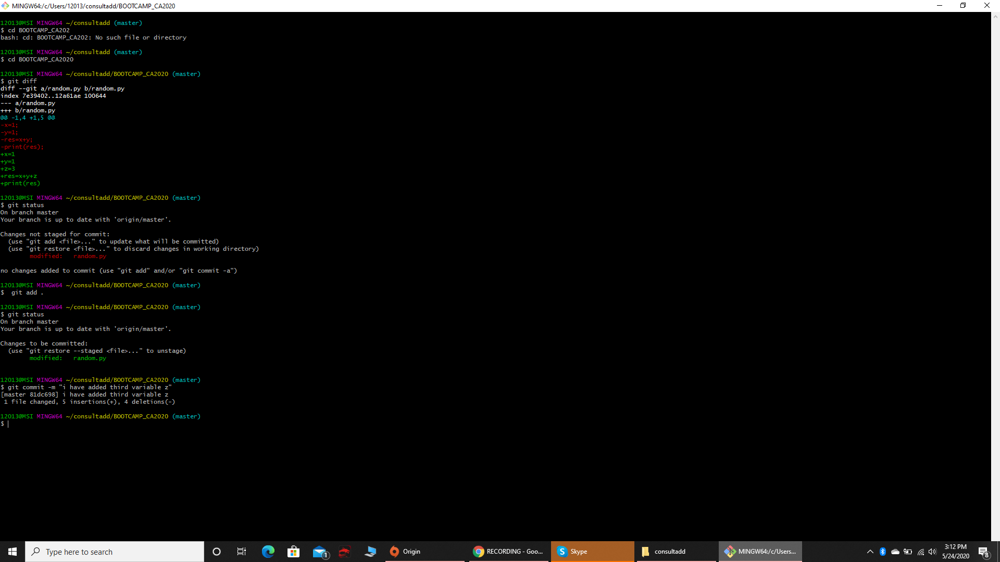 MINGW64:/c/Users/12013/consultadd/BOOTCAMP_CA2020
12013@MSI MINGW64 ~/consultadd (master)
$ cd BOOTCAMP_CA202
bash: cd: BOOTCAMP_CA202: No such file or directory
12013@MSI MINGW64 ~/consultadd (master)
$ cd BOOTCAMP_CA2020
12013@MSI MINGW64 ~/consultadd/BOOTCAMP_CA2020 (master)
$ git diff
diff --git a/random.py b/random.py
index 7e39402..12a61ae 100644
--- a/random.py
+++ b/random.py
@@ -1,4 +1,5 @@
-x=1;
-y=1;
-res=x+y;
-print(res);
+x=1
+y=1
+z=3
+res=x+y+z
+print(res)
12013@MSI MINGW64 ~/consultadd/BOOTCAMP_CA2020 (master)
$ git status
On branch master
Your branch is up to date with 'origin/master'.
Changes not staged for commit:
  (use "git add <file>..." to update what will be committed)
  (use "git restore <file>..." to discard changes in working directory)
        modified:   random.py
no changes added to commit (use "git add" and/or "git commit -a")
12013@MSI MINGW64 ~/consultadd/BOOTCAMP_CA2020 (master)
$  git add .
12013@MSI MINGW64 ~/consultadd/BOOTCAMP_CA2020 (master)
$ git status
On branch master
Your branch is up to date with 'origin/master'.
Changes to be committed:
  (use "git restore --staged <file>..." to unstage)
        modified:   random.py
12013@MSI MINGW64 ~/consultadd/BOOTCAMP_CA2020 (master)
$ git commit -m "i have added third variable z"
[master 81dc698] i have added third variable z
 1 file changed, 5 insertions(+), 4 deletions(-)
12013@MSI MINGW64 ~/consultadd/BOOTCAMP_CA2020 (master)
$
Type here to search
1
Origin
RECORDING - Goo...
Skype
consultadd
MINGW64:/c/Users...
3:12 PM
5/24/2020
8